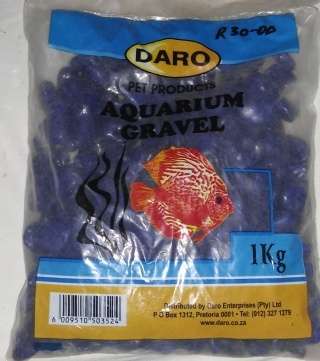 R30-00
DARO
PET PRODUCTS
AQUARIUM
GRAVEL
1Kg
Distributed by Daro Enterprises (Pty) Ltd
P O Box 1312, Pretoria 0001 • Tel: (012) 327 1379
www.daro.co.za
6 009510 503524